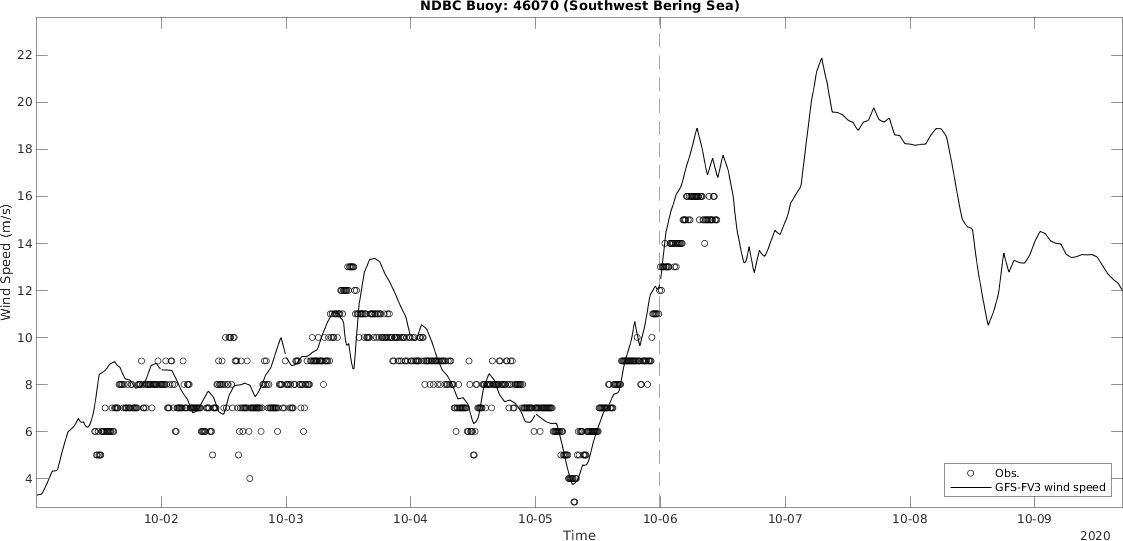 NDBC Buoy: 46070 (Southwest Bering Sea)
22
20
18
16
14
12
10
8
6
4
Wind Speed (m/s)
Obs.
GFS-FV3 wind speed
10-02 10-03 10-04 10-05 10-06 10-07 10-08 10-09
Time
2020